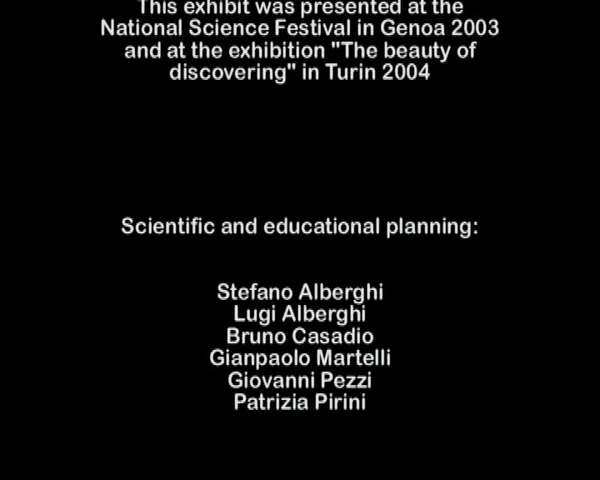 This exhibit was presented at the
National Science Festival in Genoa 2003
and at the exhibition "The beauty of
discovering" in Turin 2004
Scientific and educational planning:
Stefano Alberghi
Lugi Alberghi
Bruno Casadio
Gianpaolo Martelli
Giovanni Pezzi
Patrizia Pirini